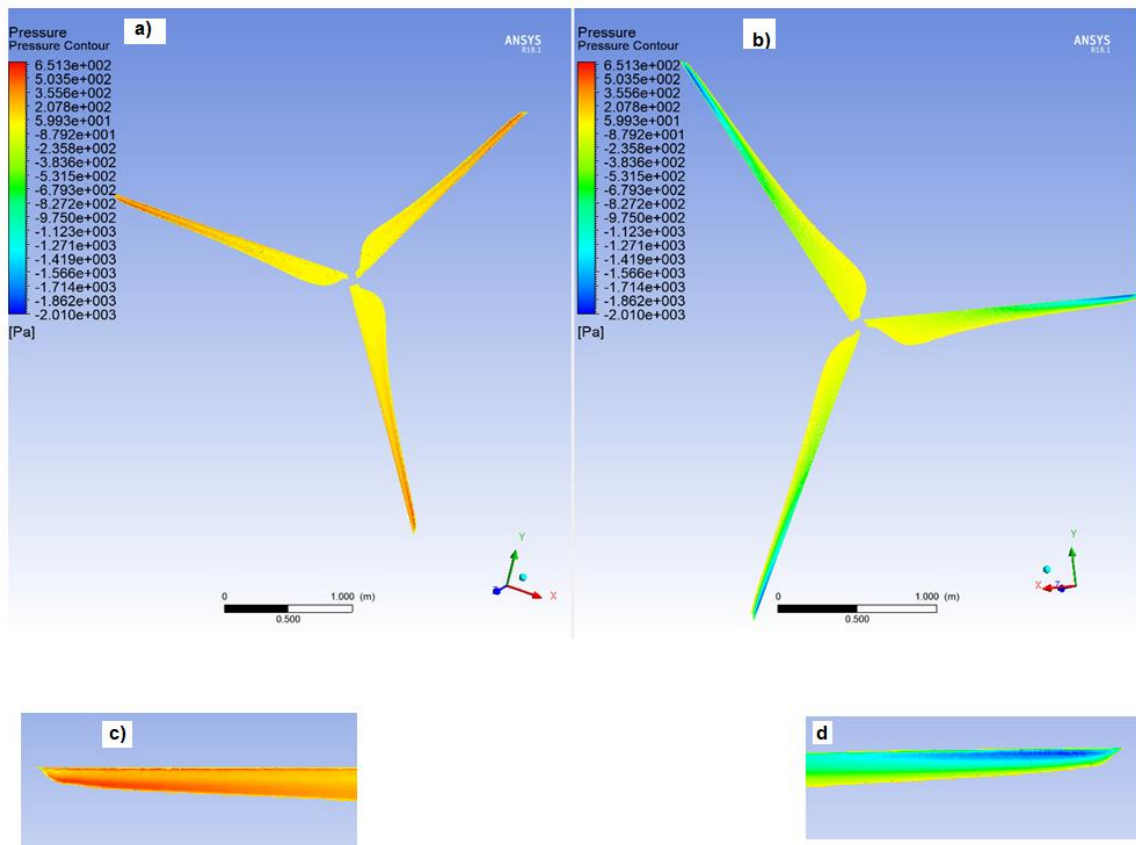 a)
Pressure
Pressure Contour
ANSYS
R18.1
6.513e+002
5.035e+002
3.556e+002
2.078e+002
5.993e+001
-8.792e+001
-2.358e+002
-3.836e+002
-5.315e+002
-6.793e+002
-8.272e+002
-9.750e+002
-1.123e+003
-1.271e+003
-1.419e+003
-1.566e+003
-1.714e+003
-1.862e+003
-2.010e+003
[Pa]
Y
Z
X
0 1.000 (m)
0.500
b)
Pressure
Pressure Contour
ANSYS
R18.1
6.513e+002
5.035e+002
3.556e+002
2.078e+002
5.993e+001
-8.792e+001
-2.358e+002
-3.836e+002
-5.315e+002
-6.793e+002
-8.272e+002
-9.750e+002
-1.123e+003
-1.271e+003
-1.419e+003
-1.566e+003
-1.714e+003
-1.862e+003
-2.010e+003
[Pa]
Y
X Z
0 1.000 (m)
0.500
c)
d